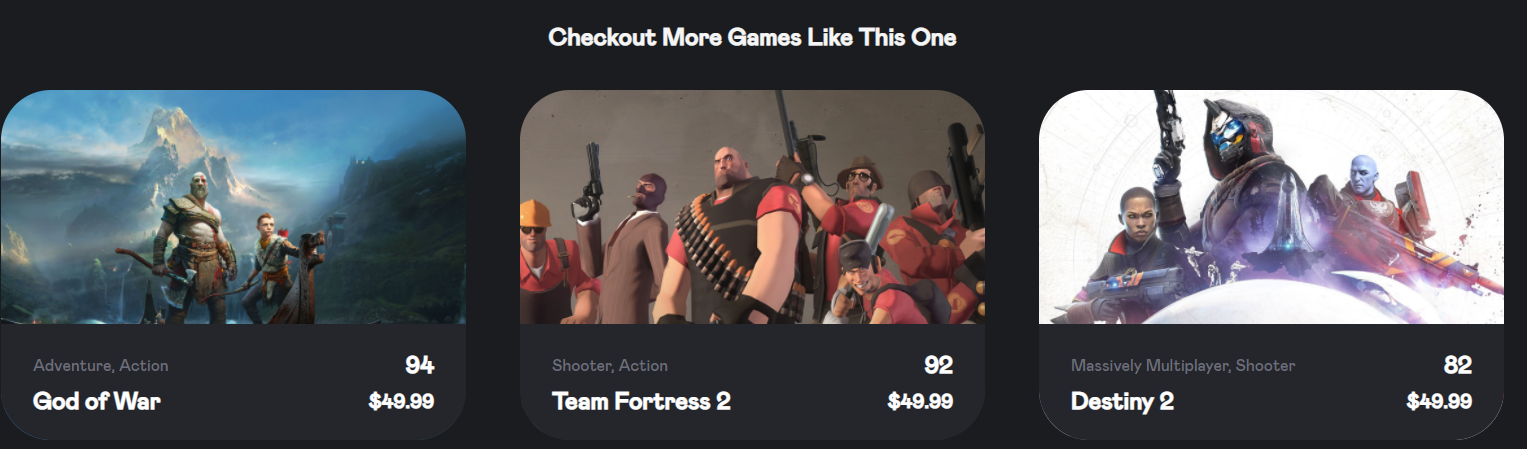 Checkout More Games Like This One
Adventure, Action
94
God of War
$49.99
Shooter, Action
92
Team Fortress 2
$49.99
Massively Multiplayer, Shooter
82
Destiny 2
$49.99